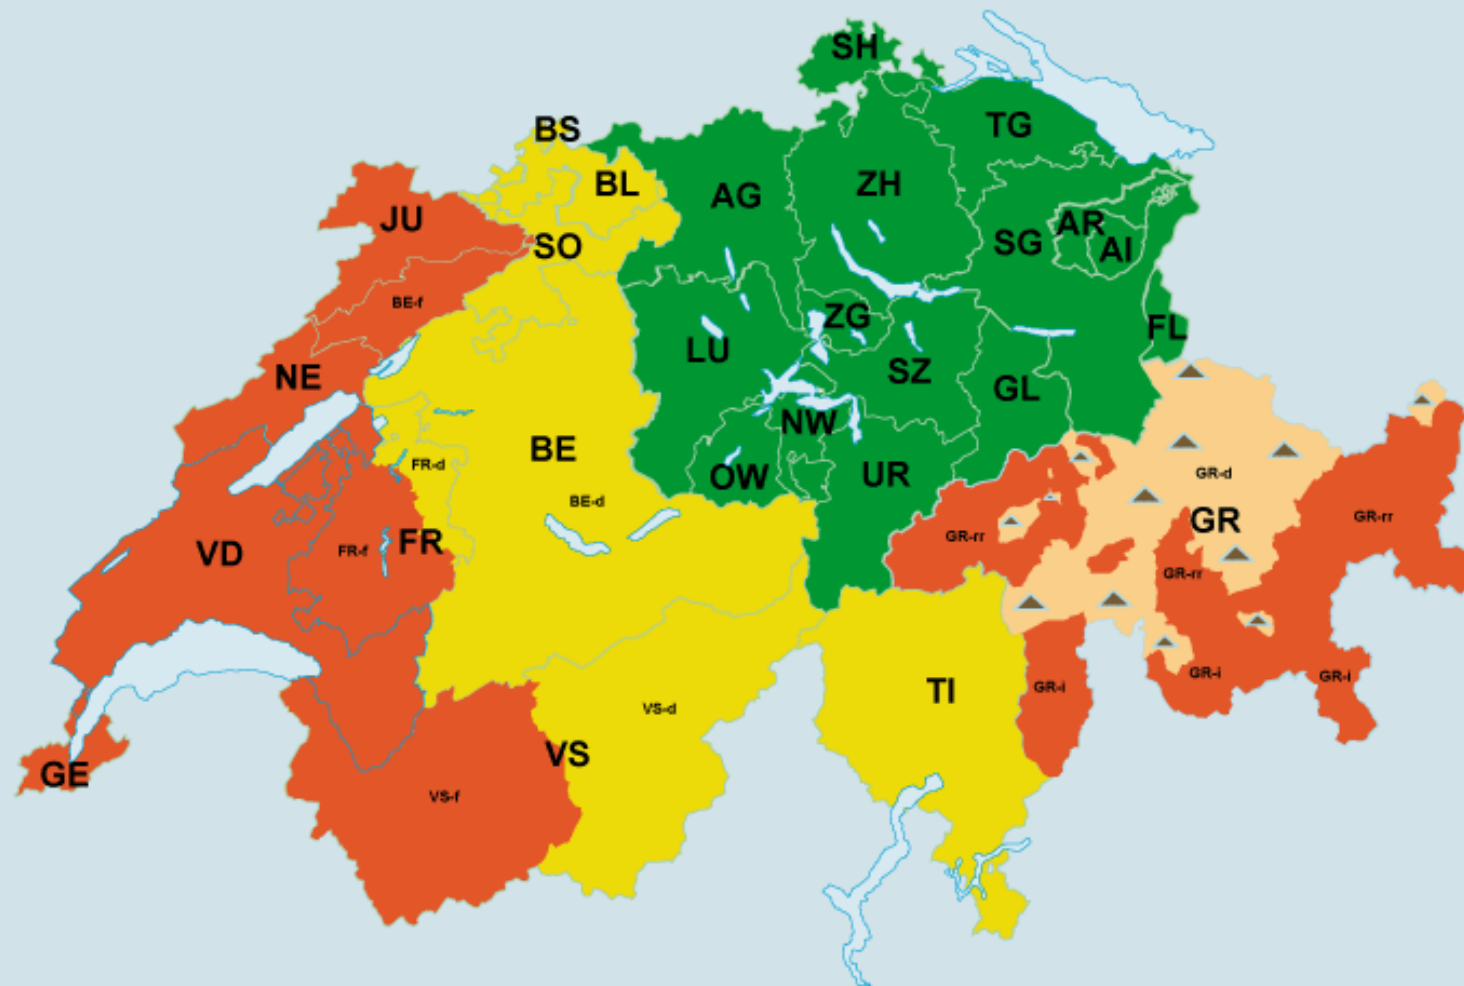 SH
BS
TG
BL
AG
ZH
JU
AR
SO
SG
AI
BE-f
ZG
FL
LU
SZ
NE
GL
NW
BE
FR-d
OW
UR
GR-d
BE-d
GR
GR-rr
FR
GR-rr
VD
FR-f
GR-rr
GR-i
GR-i
GR-i
TI
VS-d
VS
GE
VS-f